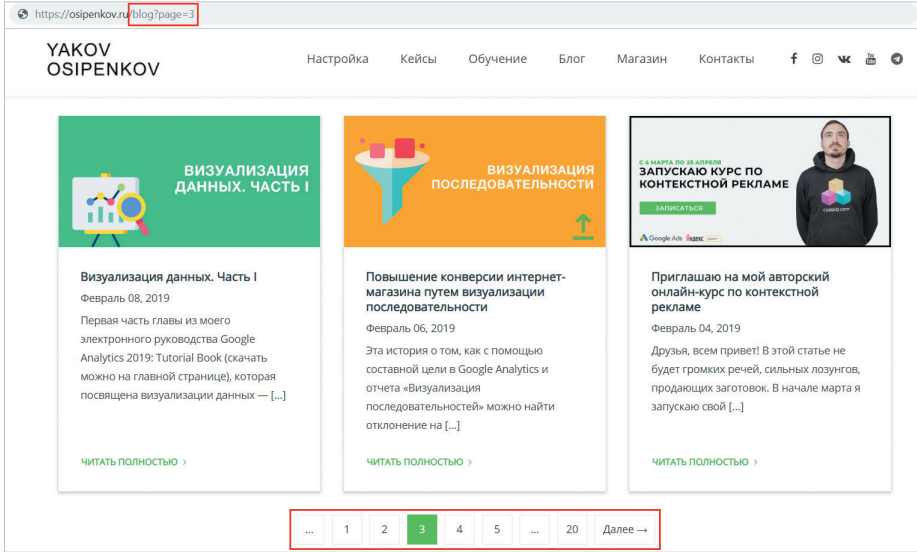 https://osipenkov.ru/blog?page=3
YAKOV
OSIPENKOV
Настройка Кейсы Обучение Блог Магазин Контакты
ВИЗУАЛИЗАЦИЯ
ДАННЫХ. ЧАСТЬ I
Визуализация данных. Часть I
Февраль 08, 2019
Первая часть главы из моего
электронного руководства Google
Analytics 2019: Tutorial Book (скачать
можно на главной странице), которая
посвящена визуализации данных — [...]
ЧИТАТЬ ПОЛНОСТЬЮ >
ВИЗУАЛИЗАЦИЯ
ПОСЛЕДОВАТЕЛЬНОСТИ
Повышение конверсии интернет-
магазина путем визуализации
последовательности
Февраль 06, 2019
Эта история о том, как с помощью
составной цели в Google Analytics и
отчета «Визуализация
последовательностей» можно найти
отклонение на [...]
ЧИТАТЬ ПОЛНОСТЬЮ >
С 4 МАРТА ПО 25 АПРЕЛЯ
ЗАПУСКАЮ КУРС ПО
КОНТЕКСТНОЙ РЕКЛАМЕ
ЗАПИСАТЬСЯ
Google Ads Яндекс
Приглашаю на мой авторский
онлайн-курс по контекстной
рекламе
Февраль 04, 2019
Друзья, всем привет! В этой статье не
будет громких речей, сильных лозунгов,
продающих заготовок. В начале марта я
запускаю свой [...]
ЧИТАТЬ ПОЛНОСТЬЮ >
... 1 2 3 4 5 ... 20 Далее →